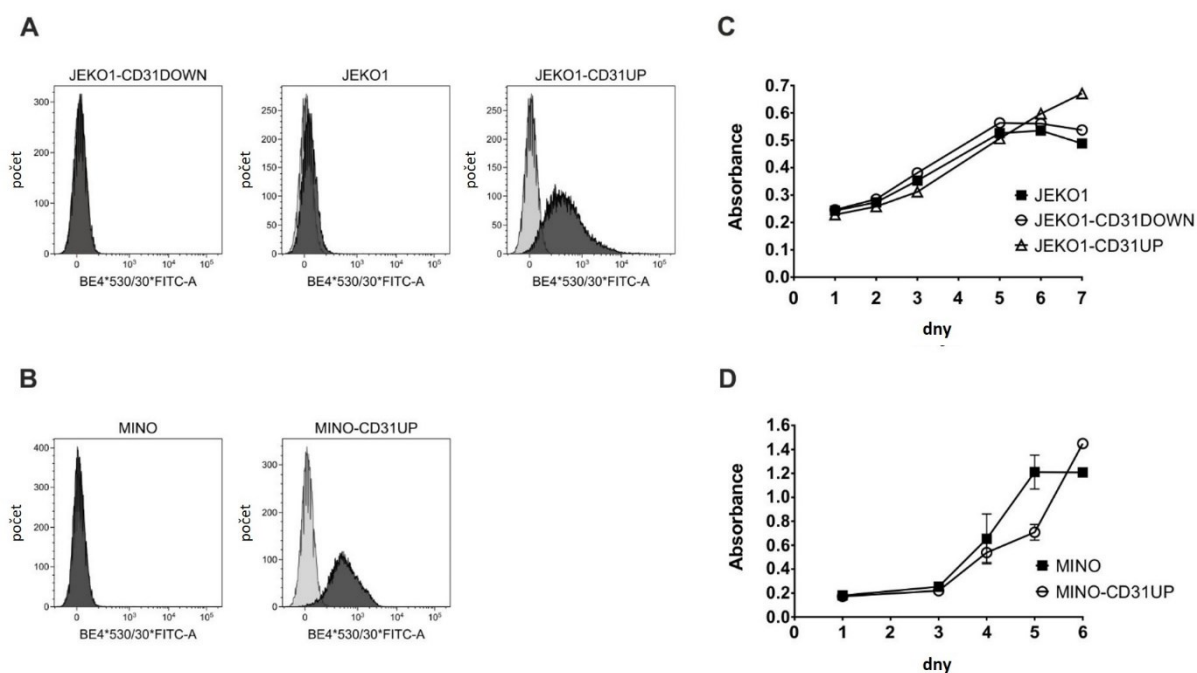 A
JEKO1-CD31DOWN
300
200
100
0
počet
0 10³ 10⁴ 10⁵
BE4*530/30*FITC-A
JEKO1
250
200
150
100
50
0
počet
0 10³ 10⁴ 10⁵
BE4*530/30*FITC-A
JEKO1-CD31UP
250
200
150
100
50
0
počet
0 10³ 10⁴ 10⁵
BE4*530/30*FITC-A
C
0.7
0.6
0.5
0.4
0.3
0.2
0.1
0.0
Absorbance
JEKO1
JEKO1-CD31DOWN
JEKO1-CD31UP
0 1 2 3 4 5 6 7
dny
B
MINO
400
300
200
100
0
počet
0 10³ 10⁴ 10⁵
BE4*530/30*FITC-A
MINO-CD31UP
300
200
100
0
počet
0 10³ 10⁴ 10⁵
BE4*530/30*FITC-A
D
1.6
1.4
1.2
1.0
0.8
0.6
0.4
0.2
0.0
Absorbance
MINO
MINO-CD31UP
0 1 2 3 4 5 6
dny